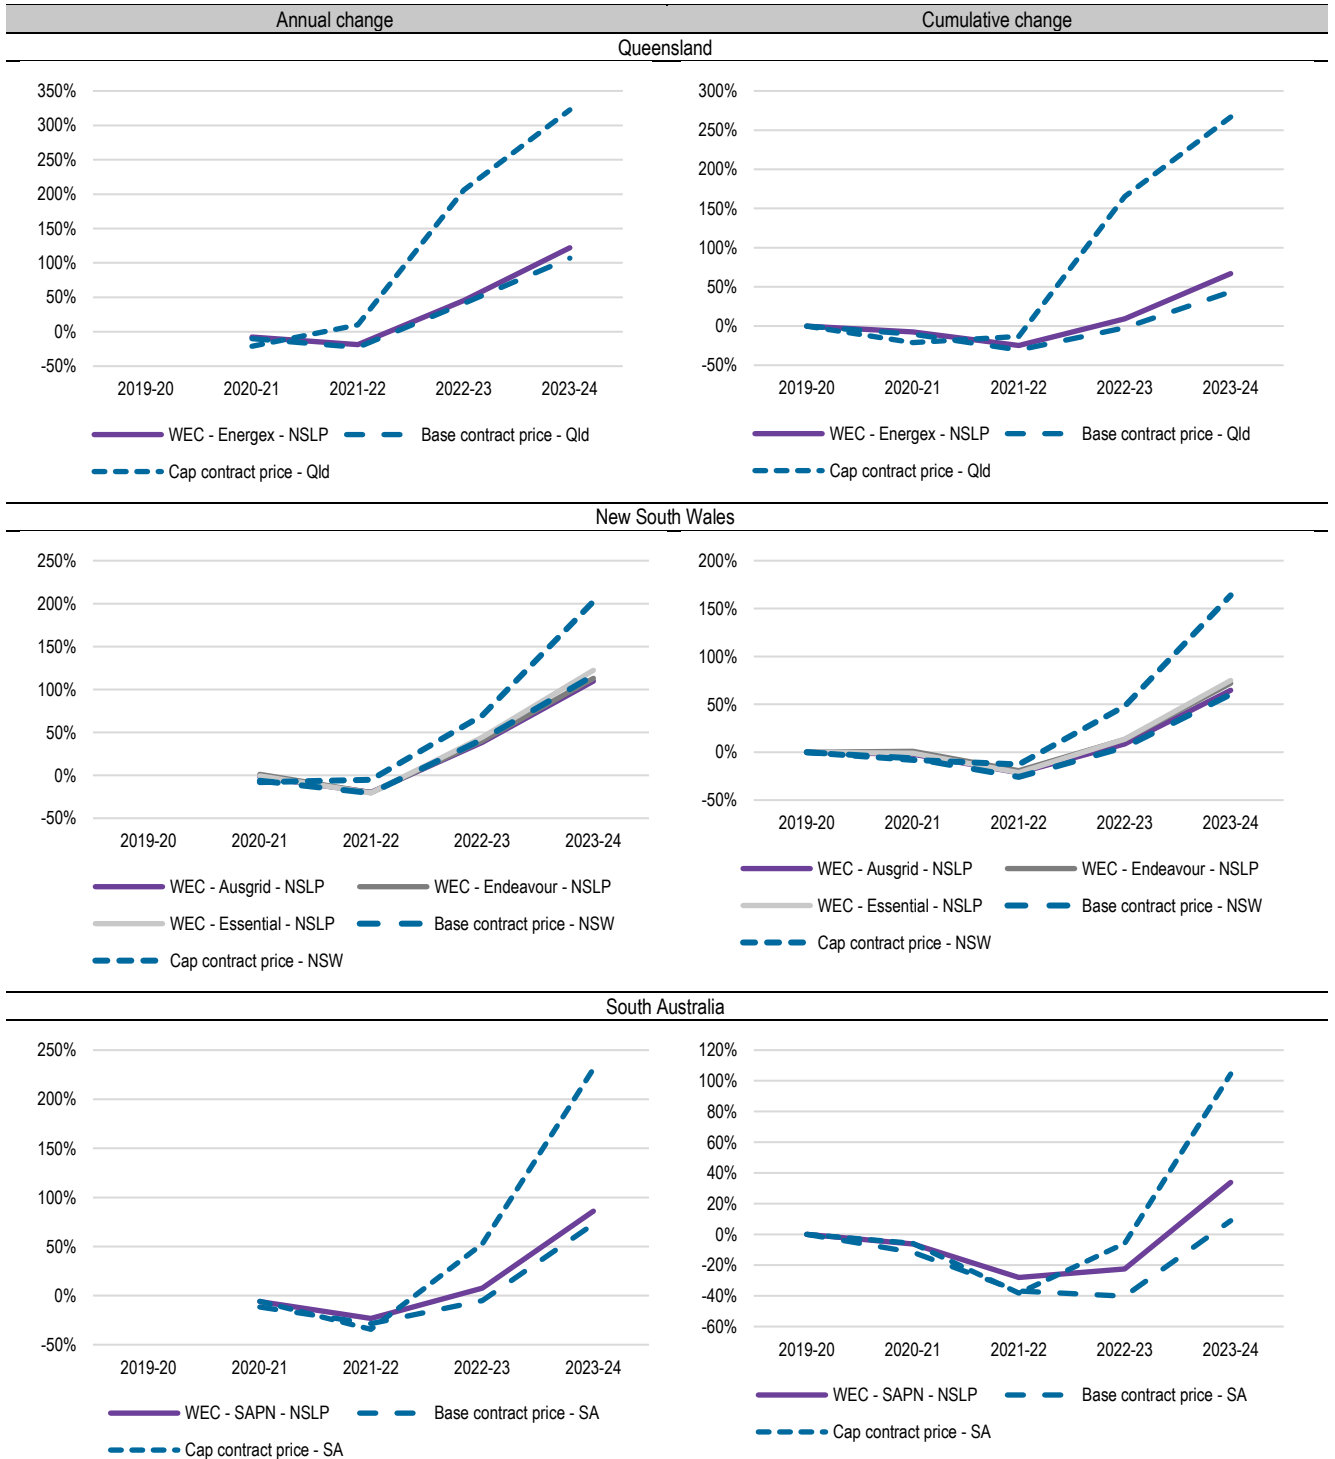 Annual change Cumulative change
Queensland
350%
300%
250%
200%
150%
100%
50%
0%
-50%
2019-20 2020-21 2021-22 2022-23 2023-24
WEC - Energex - NSLP Base contract price - Qld
Cap contract price - Qld
300%
250%
200%
150%
100%
50%
0%
-50%
2019-20 2020-21 2021-22 2022-23 2023-24
WEC - Energex - NSLP Base contract price - Qld
Cap contract price - Qld
New South Wales
250%
200%
150%
100%
50%
0%
-50%
2019-20 2020-21 2021-22 2022-23 2023-24
WEC - Ausgrid - NSLP WEC - Endeavour - NSLP
WEC - Essential - NSLP Base contract price - NSW
Cap contract price - NSW
200%
150%
100%
50%
0%
-50%
2019-20 2020-21 2021-22 2022-23 2023-24
WEC - Ausgrid - NSLP WEC - Endeavour - NSLP
WEC - Essential - NSLP Base contract price - NSW
Cap contract price - NSW
South Australia
250%
200%
150%
100%
50%
0%
-50%
2019-20 2020-21 2021-22 2022-23 2023-24
WEC - SAPN - NSLP Base contract price - SA
Cap contract price - SA
120%
100%
80%
60%
40%
20%
0%
-20%
-40%
-60%
2019-20 2020-21 2021-22 2022-23 2023-24
WEC - SAPN - NSLP Base contract price - SA
Cap contract price - SA